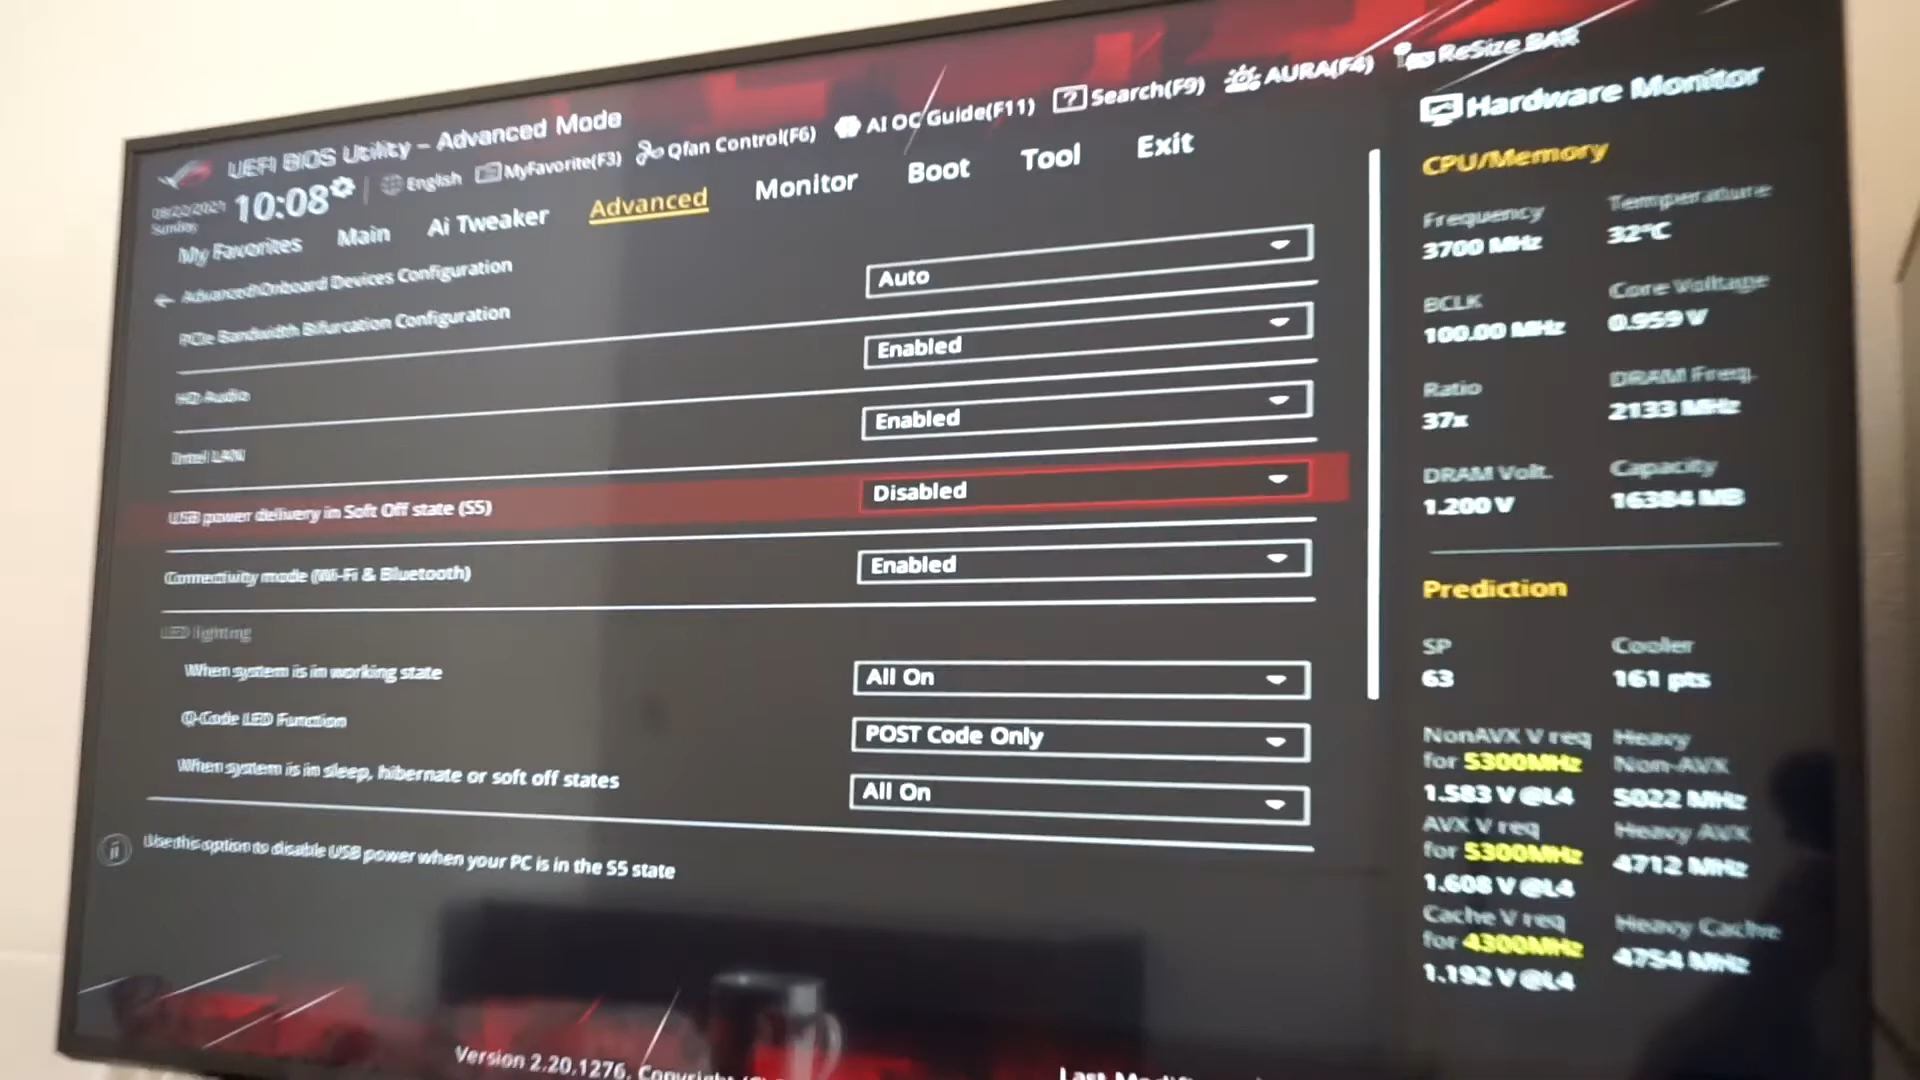 UEFI BIOS Utility – Advanced Mode
08/22/2021
Sunday
10:08
English
MyFavorite(F3)
Qfan Control(F6)
AI OC Guide(F11)
Search(F9)
AURA(F4)
ReSize BAR
My Favorites
Main
Ai Tweaker
Advanced
Monitor
Boot
Tool
Exit
Advanced\Onboard Devices Configuration
PCIe Bandwidth Bifurcation Configuration
Auto
HD Audio
Enabled
Intel LAN
Enabled
USB power delivery in Soft Off state (S5)
Disabled
Connectivity mode (Wi-Fi & Bluetooth)
Enabled
LED lighting
When system is in working state
All On
Q-Code LED Function
POST Code Only
When system is in sleep, hibernate or soft off states
All On
Use this option to disable USB power when your PC is in the S5 state
Hardware Monitor
CPU/Memory
Frequency
Temperature
3700 MHz
32°C
BCLK
Core Voltage
100.00 MHz
0.959 V
Ratio
DRAM Freq.
37x
2133 MHz
DRAM Volt.
Capacity
1.200 V
16384 MB
Prediction
SP
Cooler
63
161 pts
NonAVX V req
Heavy
for 5300MHz
Non-AVX
1.583 V @L4
5022 MHz
AVX V req
Heavy AVX
for 5300MHz
4712 MHz
1.608 V @L4
Cache V req
Heavy Cache
for 4300MHz
4754 MHz
1.192 V @L4
Version 2.20.1276. Copyright (C)
Last